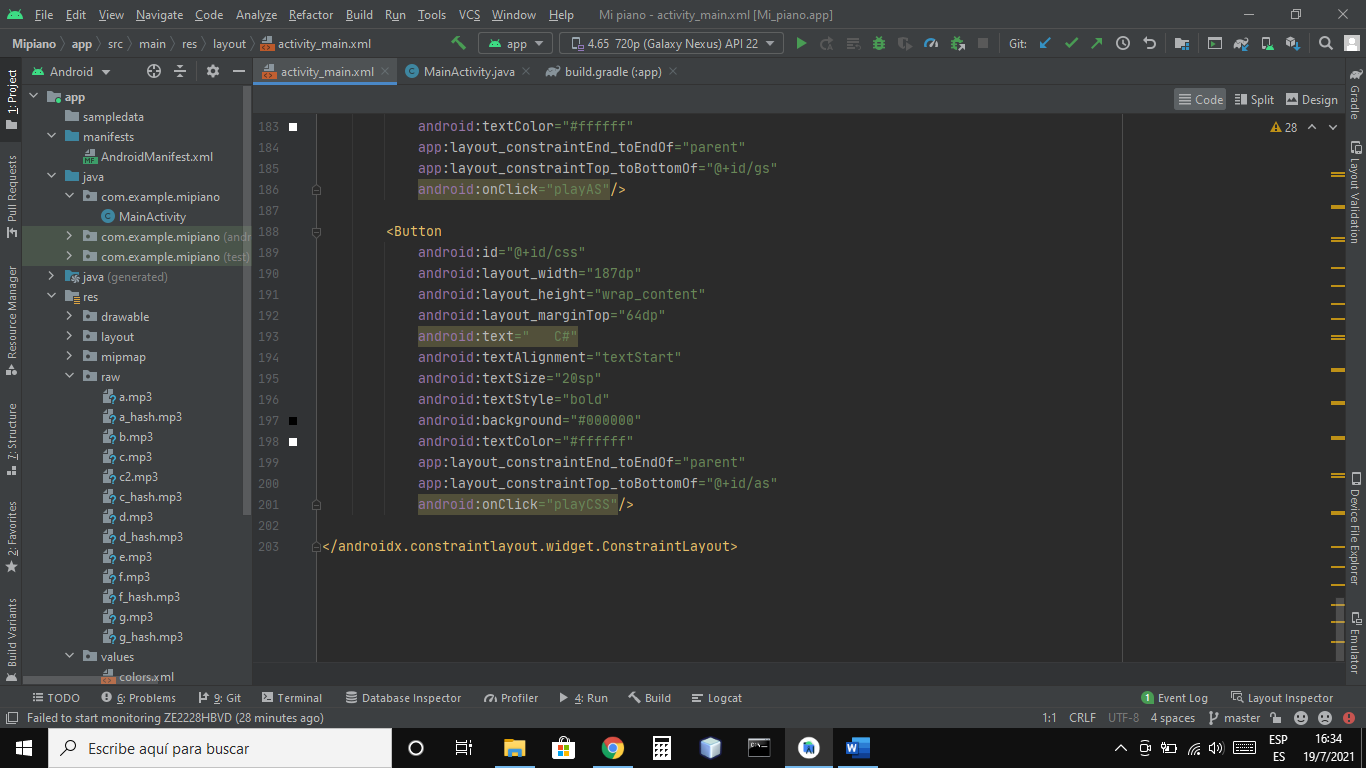 File Edit View Navigate Code Analyze Refactor Build Run Tools VCS Window Help Mi piano - activity_main.xml [Mi_piano.app]
Mipiano app src main res layout activity_main.xml app 4.65 720p (Galaxy Nexus) API 22 Git:
Android activity_main.xml MainActivity.java build.gradle (:app)
Code Split Design
28
1: Project
Pull Requests
Resource Manager
7: Structure
2: Favorites
Build Variants
app
sampledata
manifests
AndroidManifest.xml
java
com.example.mipiano
MainActivity
com.example.mipiano (andr
com.example.mipiano (test)
java (generated)
res
drawable
layout
mipmap
raw
a.mp3
a_hash.mp3
b.mp3
c.mp3
c2.mp3
c_hash.mp3
d.mp3
d_hash.mp3
e.mp3
f.mp3
f_hash.mp3
g.mp3
g_hash.mp3
values
colors.xml
183 android:textColor="#ffffff"
184 app:layout_constraintEnd_toEndOf="parent"
185 app:layout_constraintTop_toBottomOf="@+id/gs"
186 android:onClick="playAS"/>
187
188 <Button
189 android:id="@+id/css"
190 android:layout_width="187dp"
191 android:layout_height="wrap_content"
192 android:layout_marginTop="64dp"
193 android:text="   C#"
194 android:textAlignment="textStart"
195 android:textSize="20sp"
196 android:textStyle="bold"
197 android:background="#000000"
198 android:textColor="#ffffff"
199 app:layout_constraintEnd_toEndOf="parent"
200 app:layout_constraintTop_toBottomOf="@+id/as"
201 android:onClick="playCSS"/>
202
203 </androidx.constraintlayout.widget.ConstraintLayout>
Gradle
Layout Validation
Device File Explorer
Emulator
TODO 6: Problems 9: Git Terminal Database Inspector Profiler 4: Run Build Logcat 1 Event Log Layout Inspector
Failed to start monitoring ZE2228HBVD (28 minutes ago) 1:1 CRLF UTF-8 4 spaces master
Escribe aquí para buscar
ESP 16:34
ES 19/7/2021